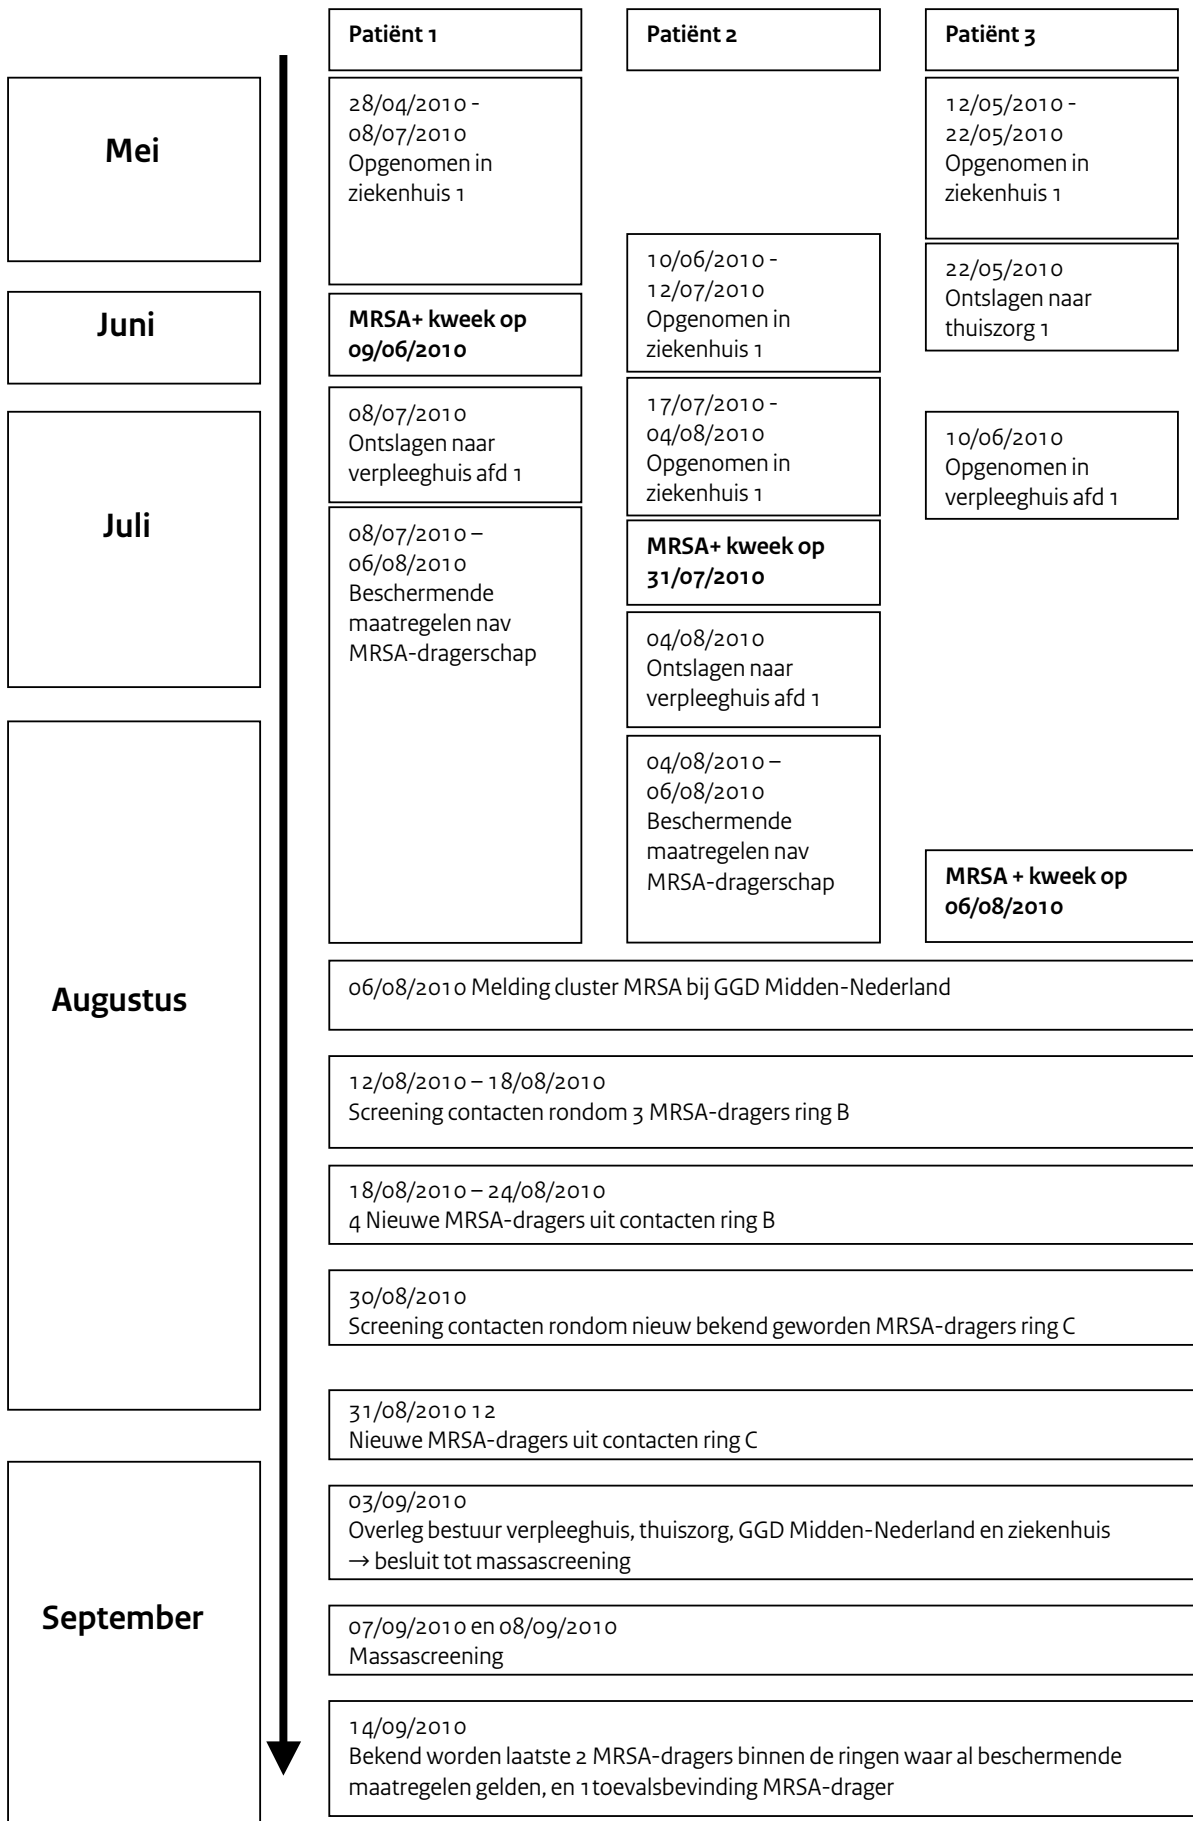 Patiënt 1
Patiënt 2
Patiënt 3
Mei
28/04/2010 -
08/07/2010
Opgenomen in
ziekenhuis 1
12/05/2010 -
22/05/2010
Opgenomen in
ziekenhuis 1
10/06/2010 -
12/07/2010
Opgenomen in
ziekenhuis 1
22/05/2010
Ontslagen naar
thuiszorg 1
Juni
MRSA+ kweek op
09/06/2010
Juli
08/07/2010
Ontslagen naar
verpleeghuis afd 1
17/07/2010 -
04/08/2010
Opgenomen in
ziekenhuis 1
10/06/2010
Opgenomen in
verpleeghuis afd 1
08/07/2010 –
06/08/2010
Beschermende
maatregelen nav
MRSA-dragerschap
MRSA+ kweek op
31/07/2010
04/08/2010
Ontslagen naar
verpleeghuis afd 1
Augustus
04/08/2010 –
06/08/2010
Beschermende
maatregelen nav
MRSA-dragerschap
MRSA + kweek op
06/08/2010
06/08/2010 Melding cluster MRSA bij GGD Midden-Nederland
12/08/2010 – 18/08/2010
Screening contacten rondom 3 MRSA-dragers ring B
18/08/2010 – 24/08/2010
4 Nieuwe MRSA-dragers uit contacten ring B
30/08/2010
Screening contacten rondom nieuw bekend geworden MRSA-dragers ring C
31/08/2010 12
Nieuwe MRSA-dragers uit contacten ring C
September
03/09/2010
Overleg bestuur verpleeghuis, thuiszorg, GGD Midden-Nederland en ziekenhuis
→ besluit tot massascreening
07/09/2010 en 08/09/2010
Massascreening
14/09/2010
Bekend worden laatste 2 MRSA-dragers binnen de ringen waar al beschermende
maatregelen gelden, en 1 toevalsbevinding MRSA-drager